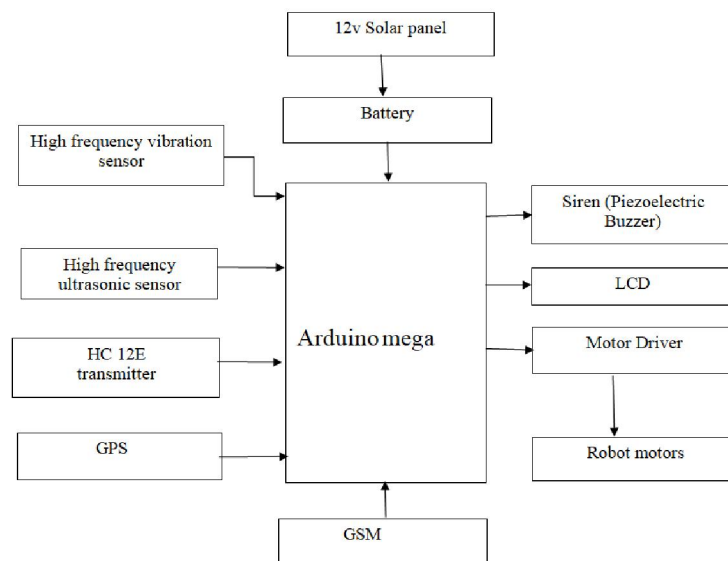 12v Solar panel
Battery
High frequency vibration
sensor
High frequency
ultrasonic sensor
HC 12E
transmitter
GPS
Arduino mega
GSM
Siren (Piezoelectric
Buzzer)
LCD
Motor Driver
Robot motors